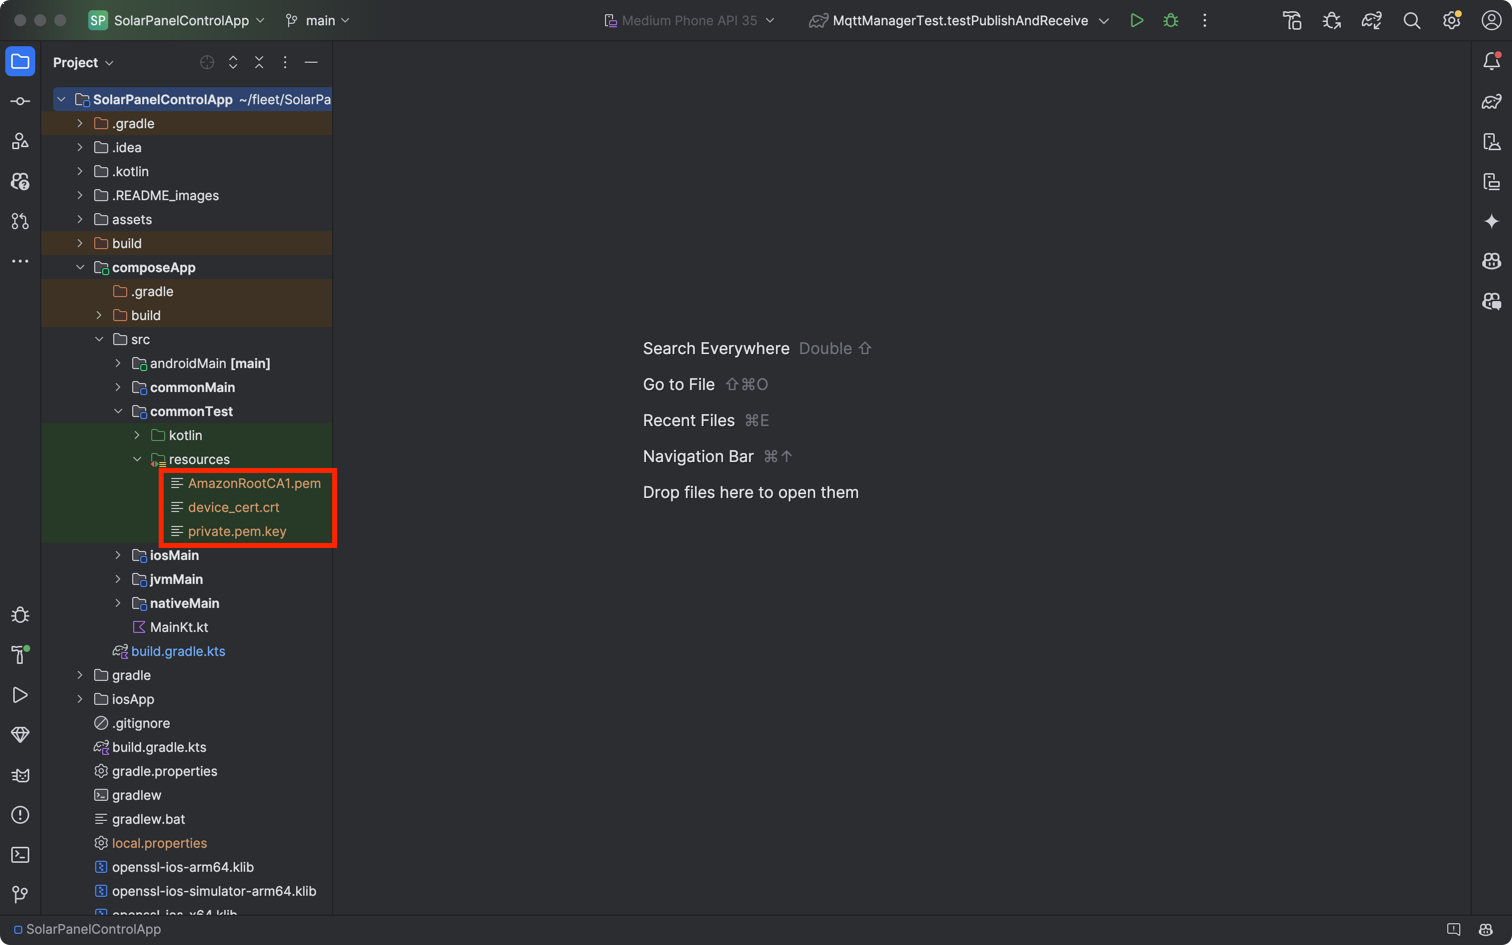 SP SolarPanelControlApp main Medium Phone API 35 MqttManagerTest.testPublishAndReceive
Project
SolarPanelControlApp ~/fleet/SolarPa
.gradle
.idea
.kotlin
.README_images
assets
build
composeApp
.gradle
build
src
androidMain [main]
commonMain
commonTest
kotlin
resources
AmazonRootCA1.pem
device_cert.crt
private.pem.key
iosMain
jvmMain
nativeMain
MainKt.kt
build.gradle.kts
gradle
iosApp
.gitignore
build.gradle.kts
gradle.properties
gradlew
gradlew.bat
local.properties
openssl-ios-arm64.klib
openssl-ios-simulator-arm64.klib
openssl-ios-x64.klib
Search Everywhere Double ⇧
Go to File ⇧⌘O
Recent Files ⌘E
Navigation Bar ⌘↑
Drop files here to open them
SolarPanelControlApp